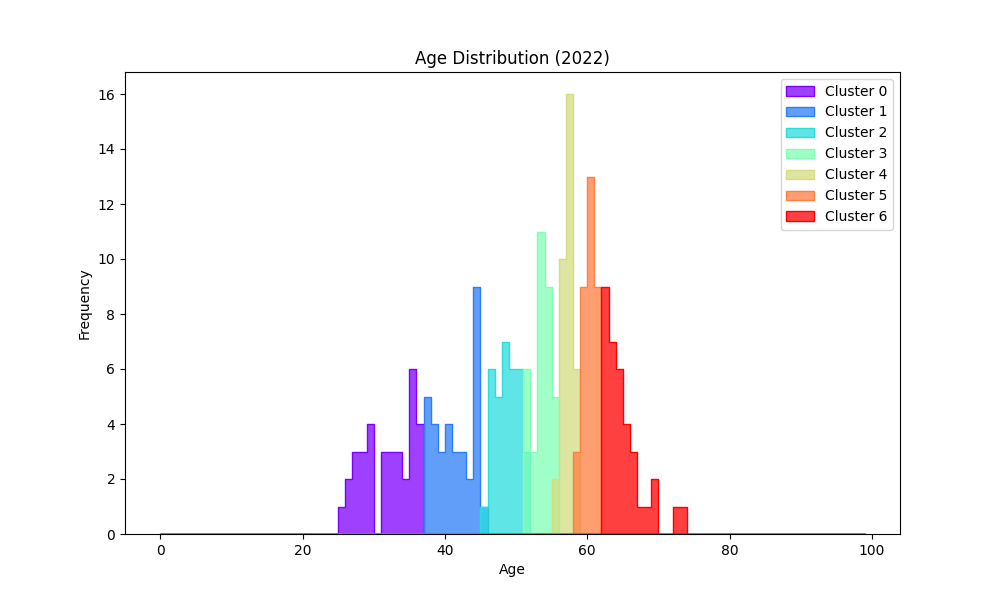 Age Distribution (2022)
Cluster 0
Cluster 1
Cluster 2
Cluster 3
Cluster 4
Cluster 5
Cluster 6
16
14
12
10
8
6
4
2
0
Frequency
0 20 40 60 80 100
Age